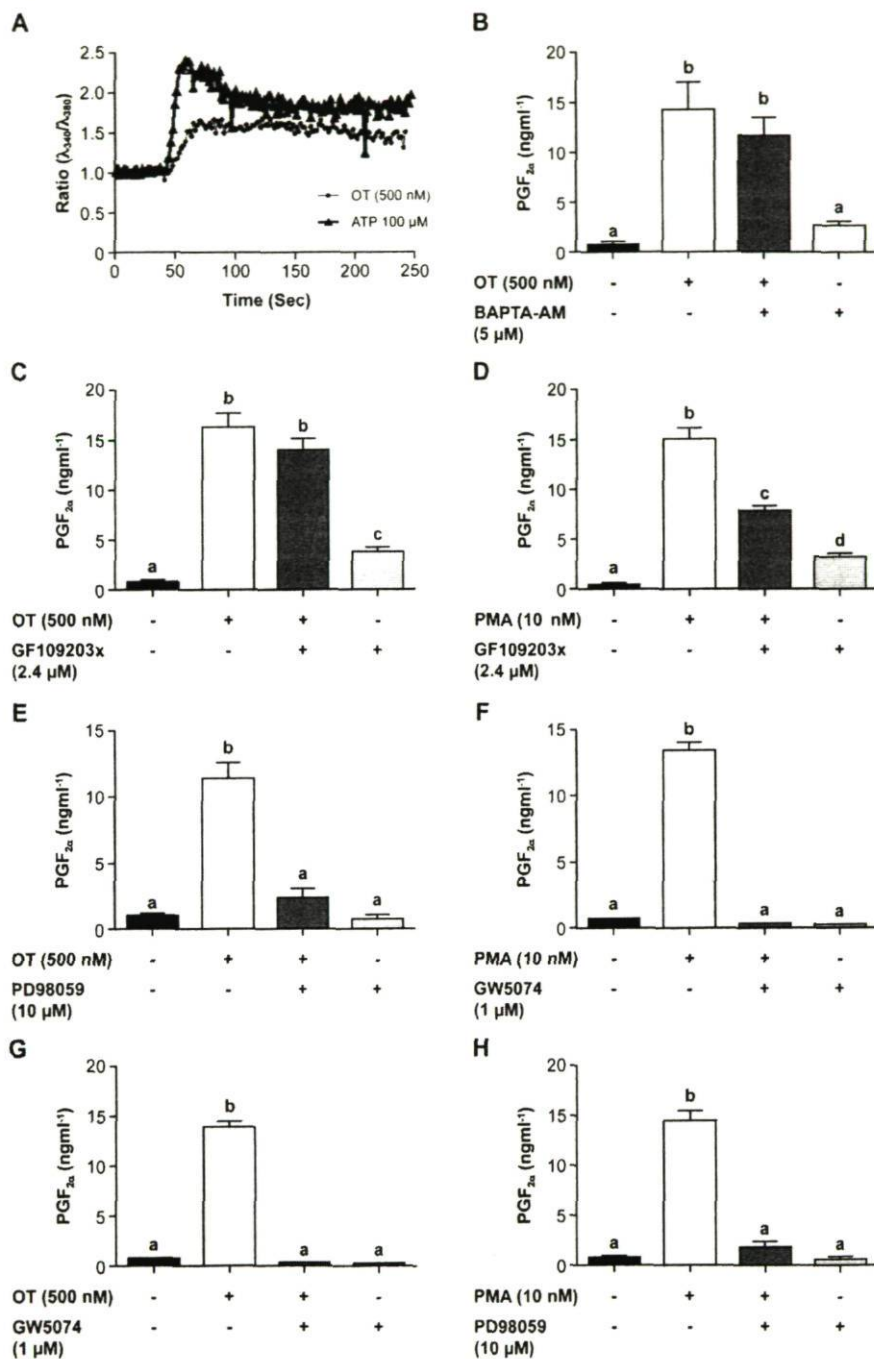 A
Ratio (λ340/λ380)
2.5
2.0
1.5
1.0
0.5
0.0
OT (500 nM)
ATP 100 µM
0 50 100 150 200 250
Time (Sec)
B
PGF2α (ngml-1)
20
15
10
5
0
a b b a
OT (500 nM) - + + -
BAPTA-AM - - + +
(5 µM)
C
PGF2α (ngml-1)
20
15
10
5
0
a b b c
OT (500 nM) - + + -
GF109203x - - + +
(2.4 µM)
D
PGF2α (ngml-1)
20
15
10
5
0
a b c d
PMA (10 nM) - + + -
GF109203x - - + +
(2.4 µM)
E
PGF2α (ngml-1)
15
10
5
0
a b a a
OT (500 nM) - + + -
PD98059 - - + +
(10 µM)
F
PGF2α (ngml-1)
15
10
5
0
a b a a
PMA (10 nM) - + + -
GW5074 - - + +
(1 µM)
G
PGF2α (ngml-1)
20
15
10
5
0
a b a a
OT (500 nM) - + + -
GW5074 - - + +
(1 µM)
H
PGF2α (ngml-1)
20
15
10
5
0
a b a a
PMA (10 nM) - + + -
PD98059 - - + +
(10 µM)